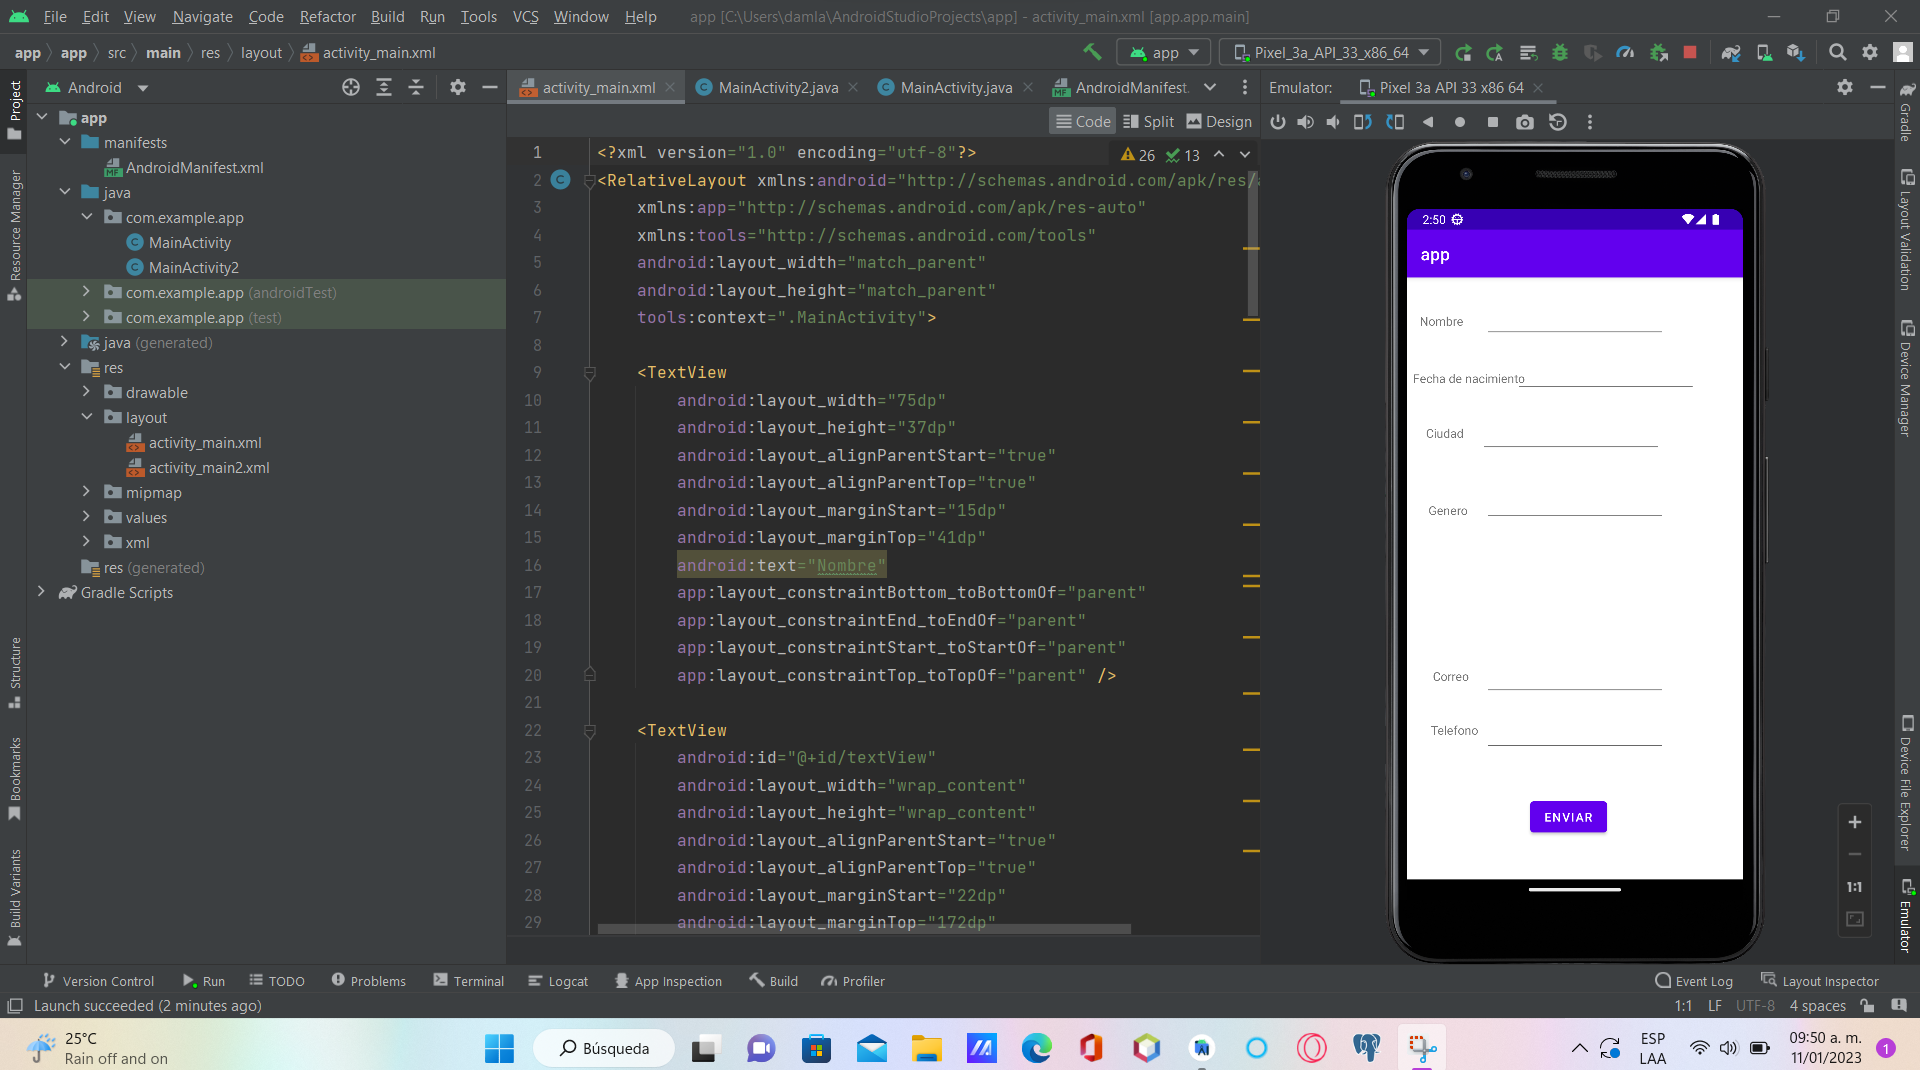 File Edit View Navigate Code Refactor Build Run Tools VCS Window Help app [C:\Users\damla\AndroidStudioProjects\app] - activity_main.xml [app.app.main]
app app src main res layout activity_main.xml app Pixel_3a_API_33_x86_64
Android activity_main.xml MainActivity2.java MainActivity.java AndroidManifest. Emulator: Pixel 3a API 33 x86 64
Code Split Design
Project
Resource Manager
Structure
Bookmarks
Build Variants
app
manifests
AndroidManifest.xml
java
com.example.app
MainActivity
MainActivity2
com.example.app (androidTest)
com.example.app (test)
java (generated)
res
drawable
layout
activity_main.xml
activity_main2.xml
mipmap
values
xml
res (generated)
Gradle Scripts
26 13
1 <?xml version="1.0" encoding="utf-8"?>
2 <RelativeLayout xmlns:android="http://schemas.android.com/apk/res/a
3 xmlns:app="http://schemas.android.com/apk/res-auto"
4 xmlns:tools="http://schemas.android.com/tools"
5 android:layout_width="match_parent"
6 android:layout_height="match_parent"
7 tools:context=".MainActivity">
8
9 <TextView
10 android:layout_width="75dp"
11 android:layout_height="37dp"
12 android:layout_alignParentStart="true"
13 android:layout_alignParentTop="true"
14 android:layout_marginStart="15dp"
15 android:layout_marginTop="41dp"
16 android:text="Nombre"
17 app:layout_constraintBottom_toBottomOf="parent"
18 app:layout_constraintEnd_toEndOf="parent"
19 app:layout_constraintStart_toStartOf="parent"
20 app:layout_constraintTop_toTopOf="parent" />
21
22 <TextView
23 android:id="@+id/textView"
24 android:layout_width="wrap_content"
25 android:layout_height="wrap_content"
26 android:layout_alignParentStart="true"
27 android:layout_alignParentTop="true"
28 android:layout_marginStart="22dp"
29 android:layout_marginTop="172dp"
2:50
app
Nombre
Fecha de nacimiento
Ciudad
Genero
Correo
Telefono
ENVIAR
1:1
Gradle
Layout Validation
Device Manager
Device File Explorer
Emulator
Version Control Run TODO Problems Terminal Logcat App Inspection Build Profiler Event Log Layout Inspector
Launch succeeded (2 minutes ago) 1:1 LF UTF-8 4 spaces
25°C
Rain off and on
Búsqueda
ESP
LAA
09:50 a. m.
11/01/2023
1